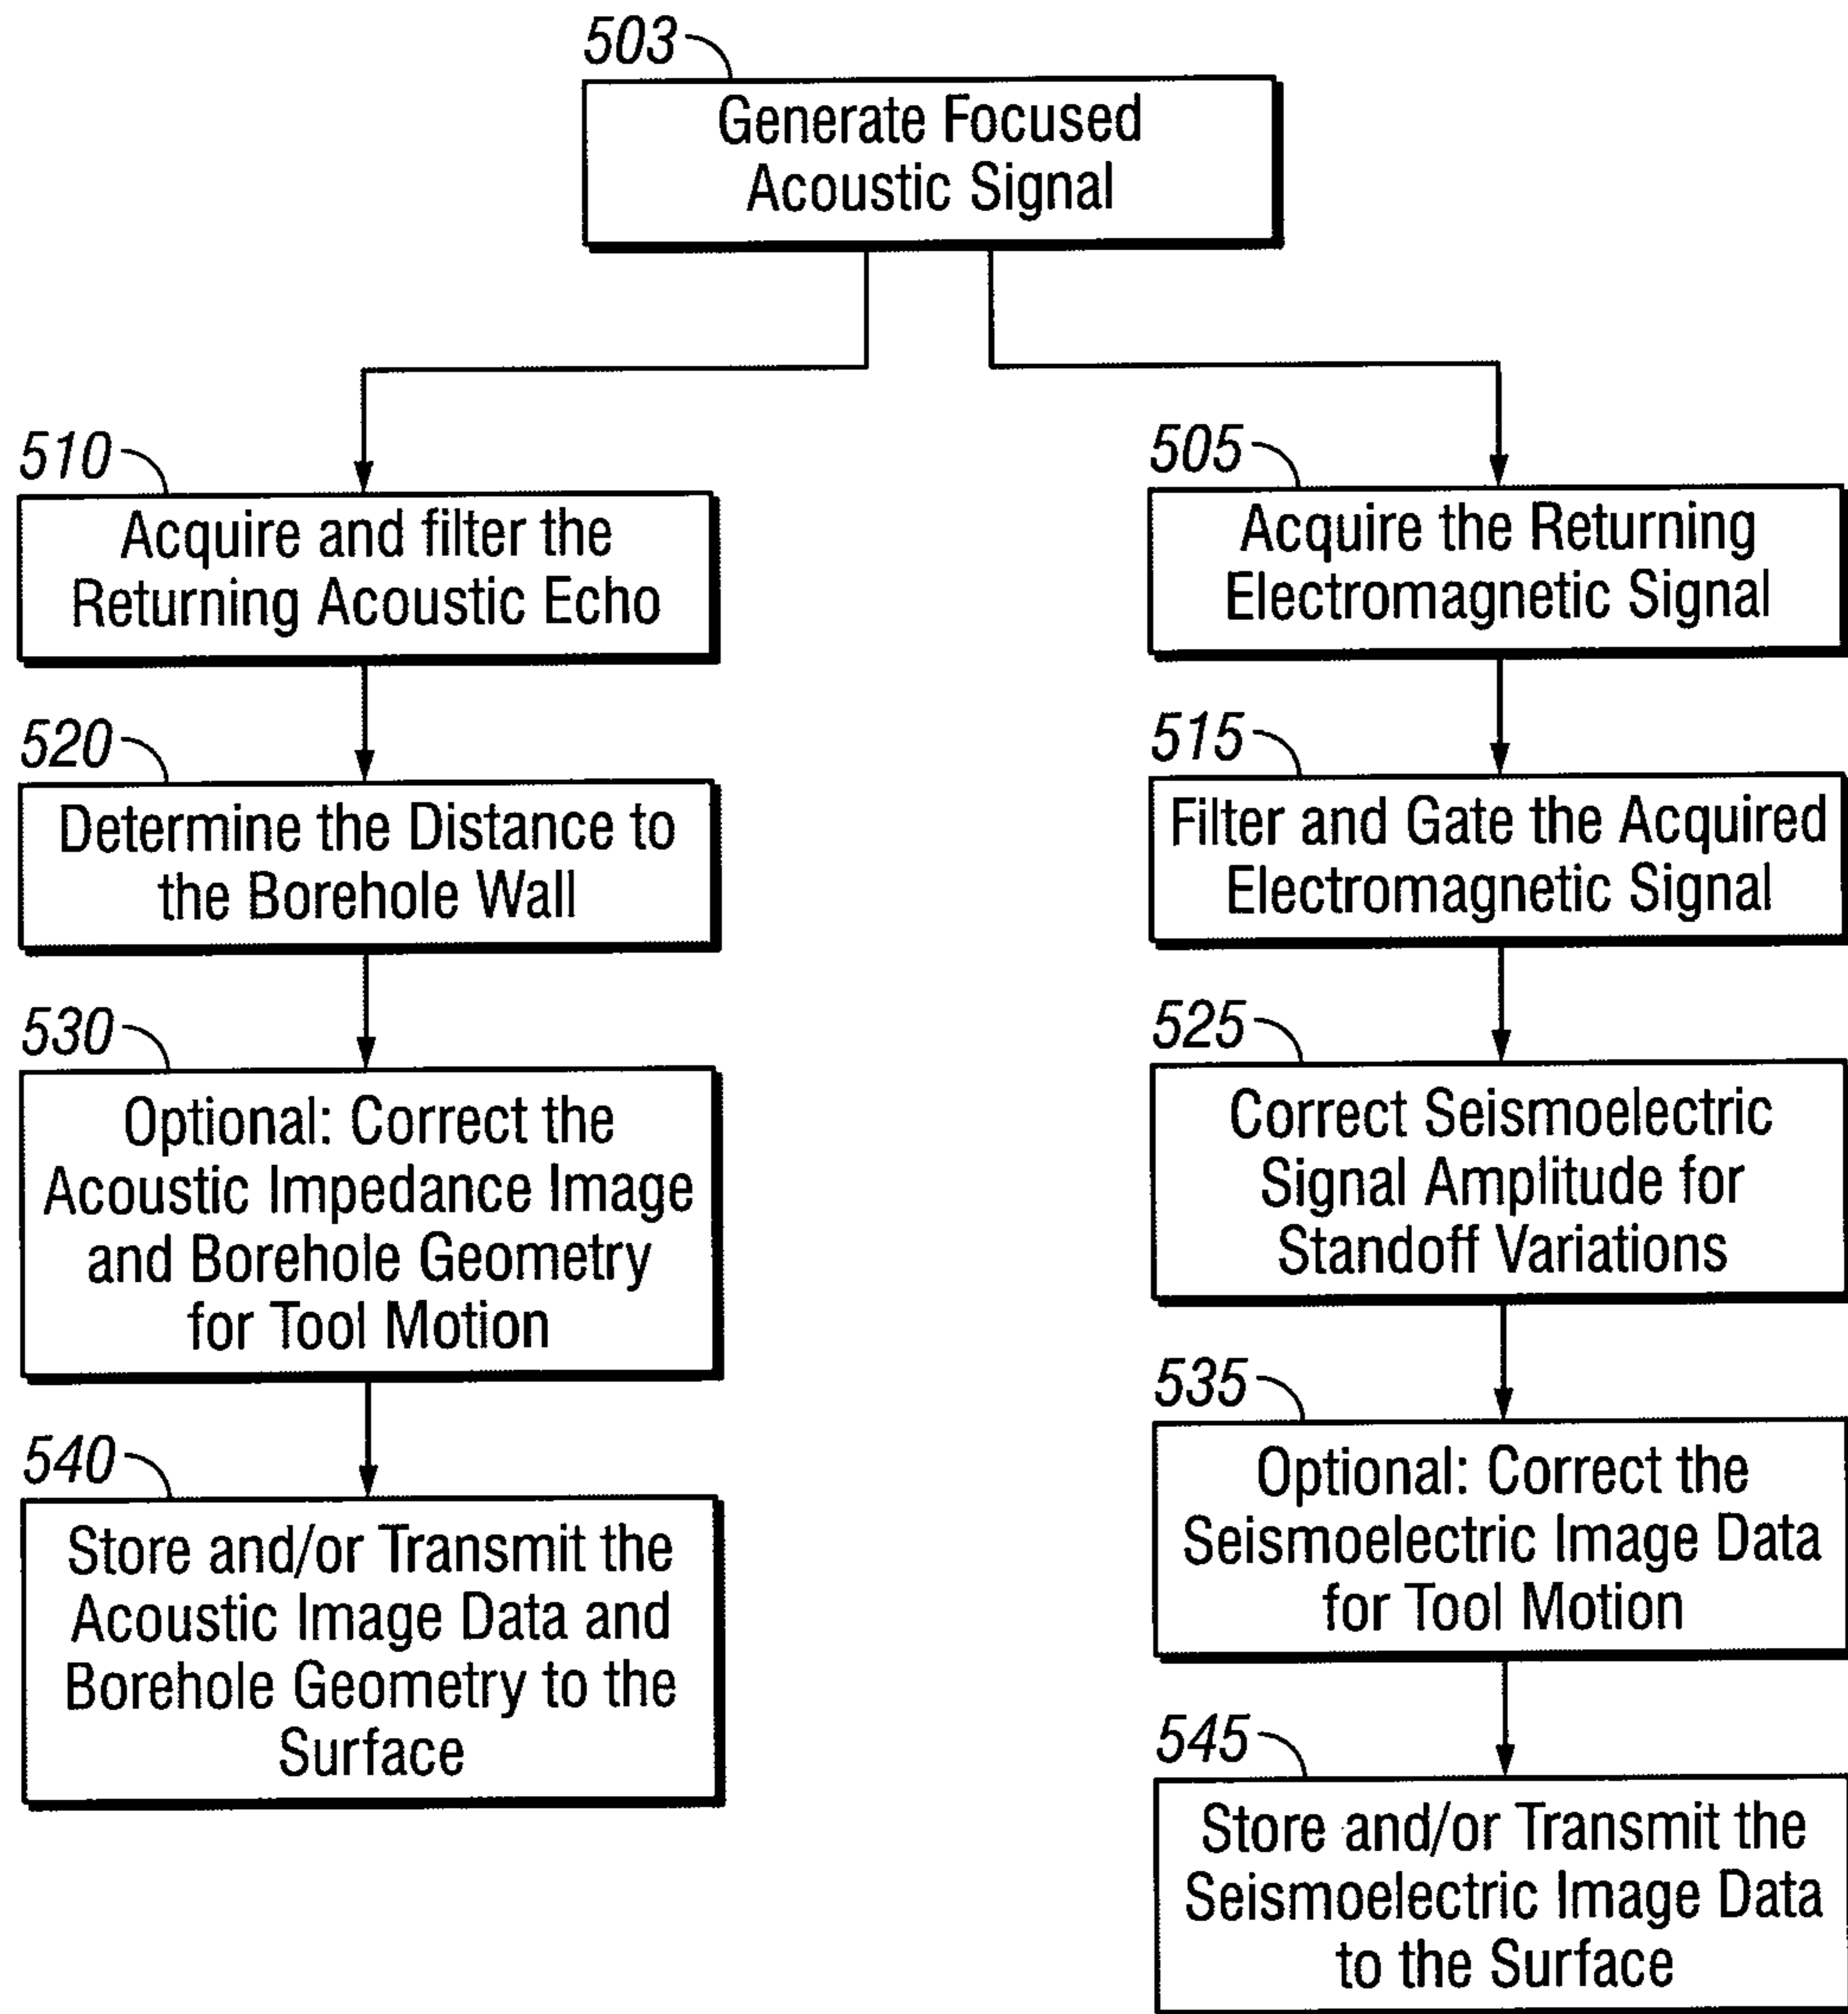 503
Generate Focused
Acoustic Signal
510
Acquire and filter the
Returning Acoustic Echo
520
Determine the Distance to
the Borehole Wall
530
Optional: Correct the
Acoustic Impedance Image
and Borehole Geometry
for Tool Motion
540
Store and/or Transmit the
Acoustic Image Data and
Borehole Geometry to the
Surface
505
Acquire the Returning
Electromagnetic Signal
515
Filter and Gate the Acquired
Electromagnetic Signal
525
Correct Seismoelectric
Signal Amplitude for
Standoff Variations
535
Optional: Correct the
Seismoelectric Image Data
for Tool Motion
545
Store and/or Transmit the
Seismoelectric Image Data
to the Surface